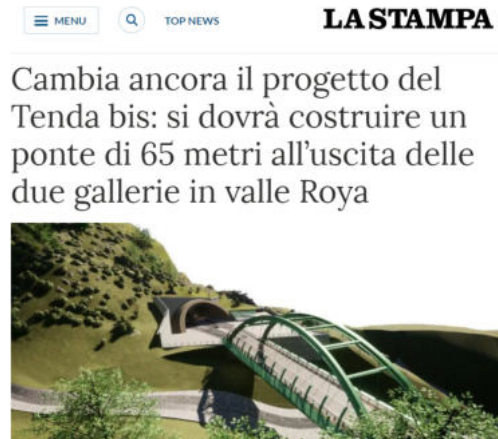 MENU
TOP NEWS
LA STAMPA
Cambia ancora il progetto del
Tenda bis: si dovrà costruire un
ponte di 65 metri all'uscita delle
due gallerie in valle Roya